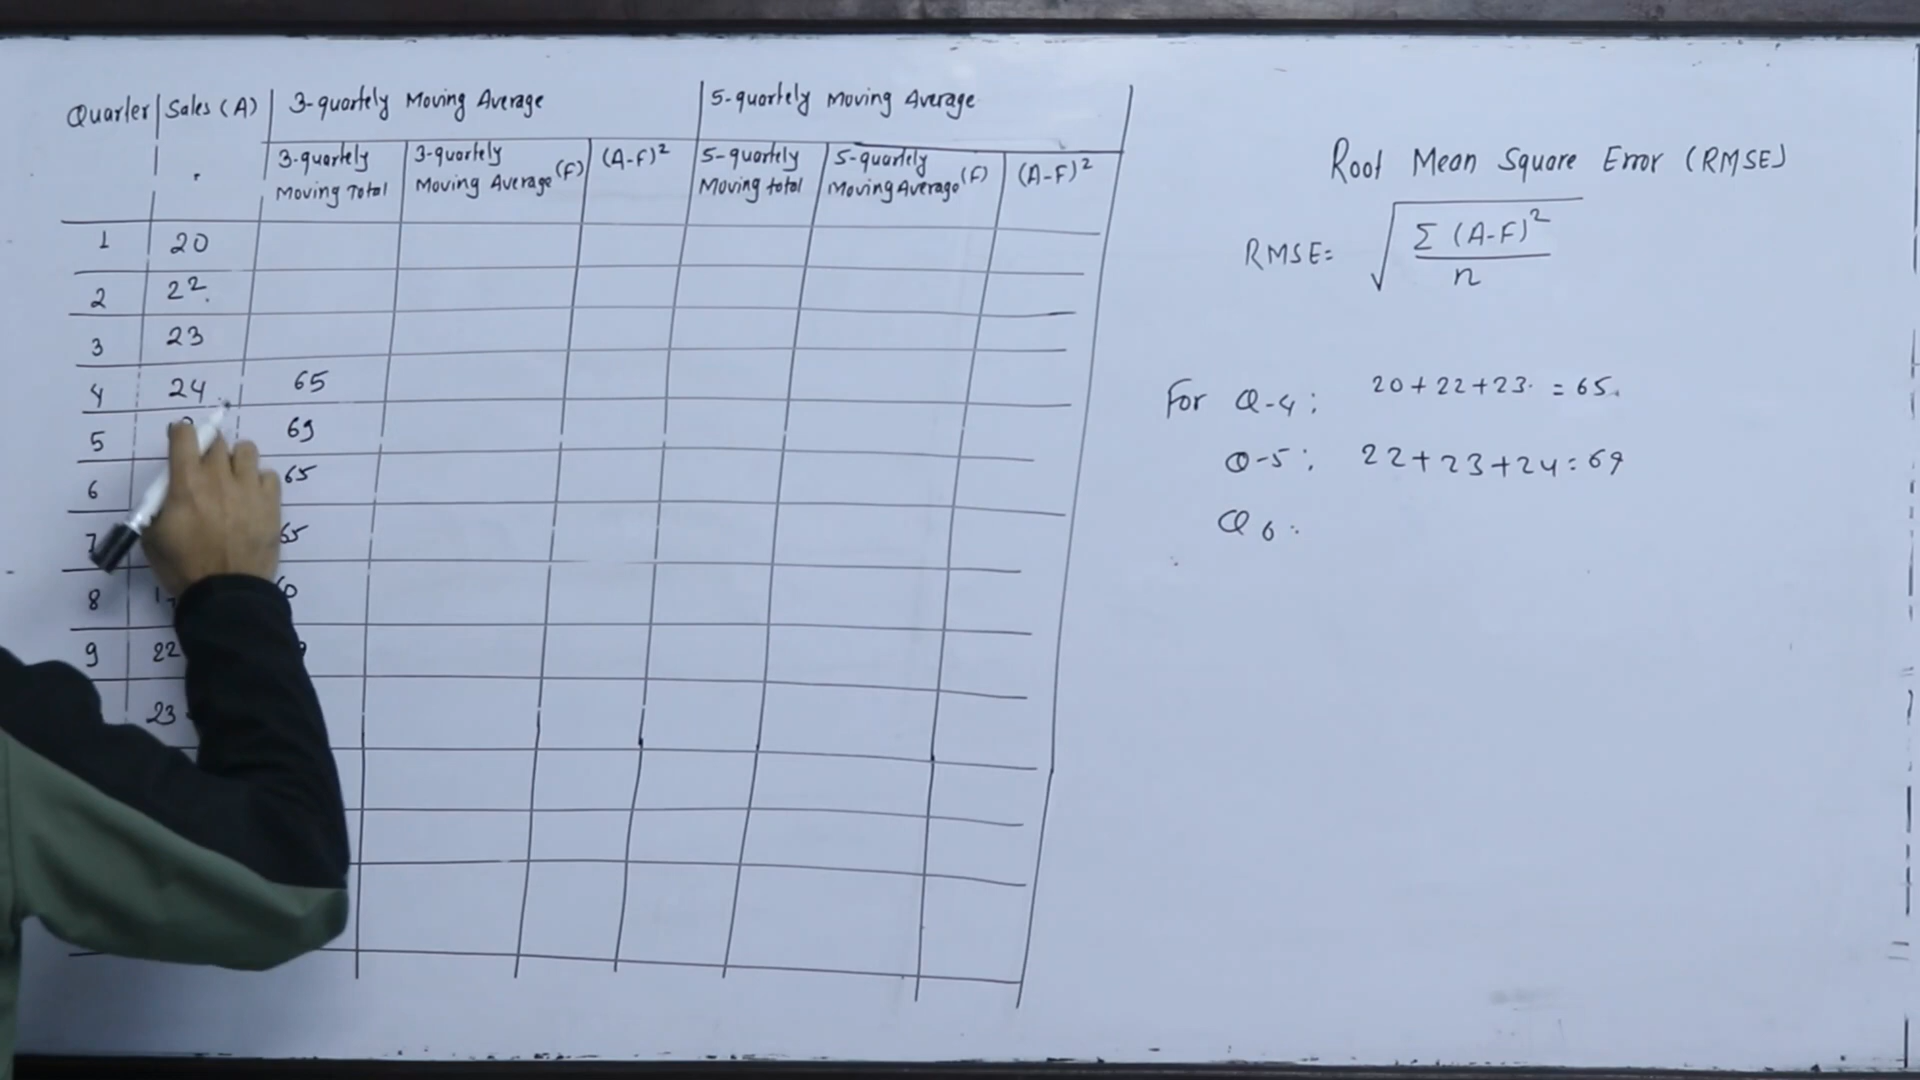 Quarter Sales (A) 3-quartely Moving Average 5-quartely Moving Average
3-quartely Moving Total 3-quartely Moving Average (F) (A-F)² 5-quartely Moving total 5-quartely Moving Average (F) (A-F)²
1 20
2 22
3 23
4 24 65
5 69
6 65
7 65
8
9 22
23
Root Mean Square Error (RMSE)
RMSE= √ Σ (A-F)² / n
For Q-4: 20+22+23 = 65
Q-5: 22+23+24=69
Q 6: